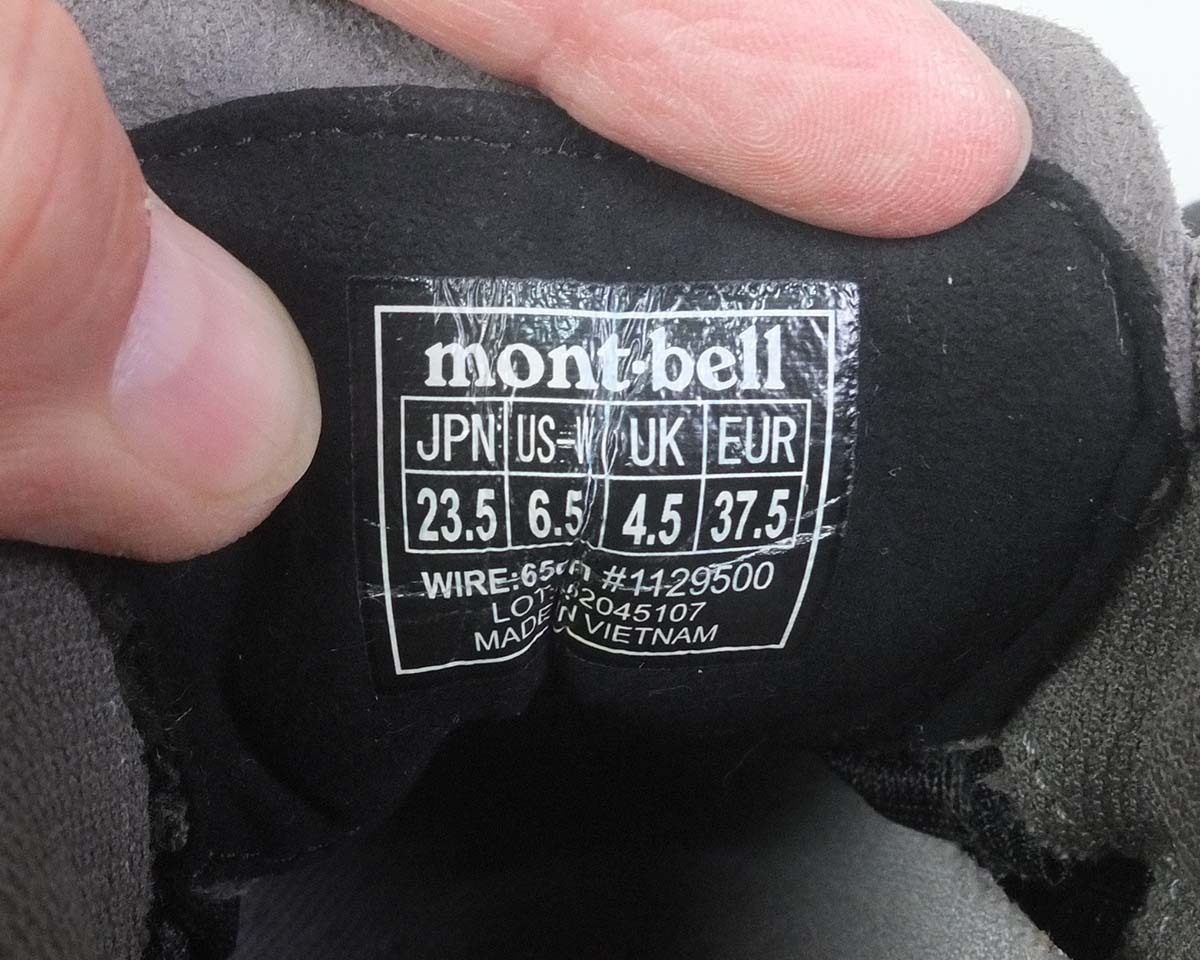 mont·bell
JPN US-W UK EUR
23.5 6.5 4.5 37.5
WIRE:65cm #1129500
MADE IN VIETNAM